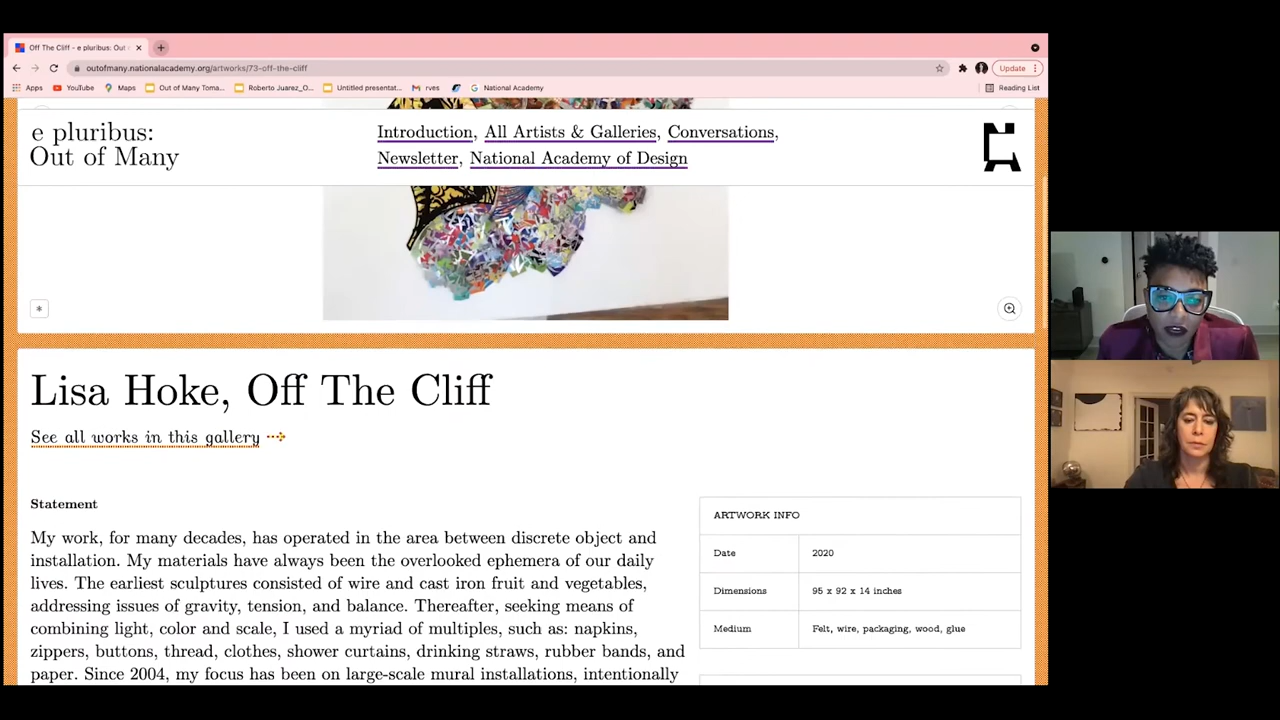 Off The Cliff - e pluribus: Out
outofmany.nationalacademy.org/artworks/73-off-the-cliff
Update
Apps YouTube Maps Out of Many Toma... Roberto Juarez_O... Untitled presentat... rves National Academy Reading List
e pluribus:
Out of Many
Introduction, All Artists & Galleries, Conversations,
Newsletter, National Academy of Design
*
Lisa Hoke, Off The Cliff
See all works in this gallery
Statement
My work, for many decades, has operated in the area between discrete object and
installation. My materials have always been the overlooked ephemera of our daily
lives. The earliest sculptures consisted of wire and cast iron fruit and vegetables,
addressing issues of gravity, tension, and balance. Thereafter, seeking means of
combining light, color and scale, I used a myriad of multiples, such as: napkins,
zippers, buttons, thread, clothes, shower curtains, drinking straws, rubber bands, and
paper. Since 2004, my focus has been on large-scale mural installations, intentionally
ARTWORK INFO
Date 2020
Dimensions 95 x 92 x 14 inches
Medium Felt, wire, packaging, wood, glue